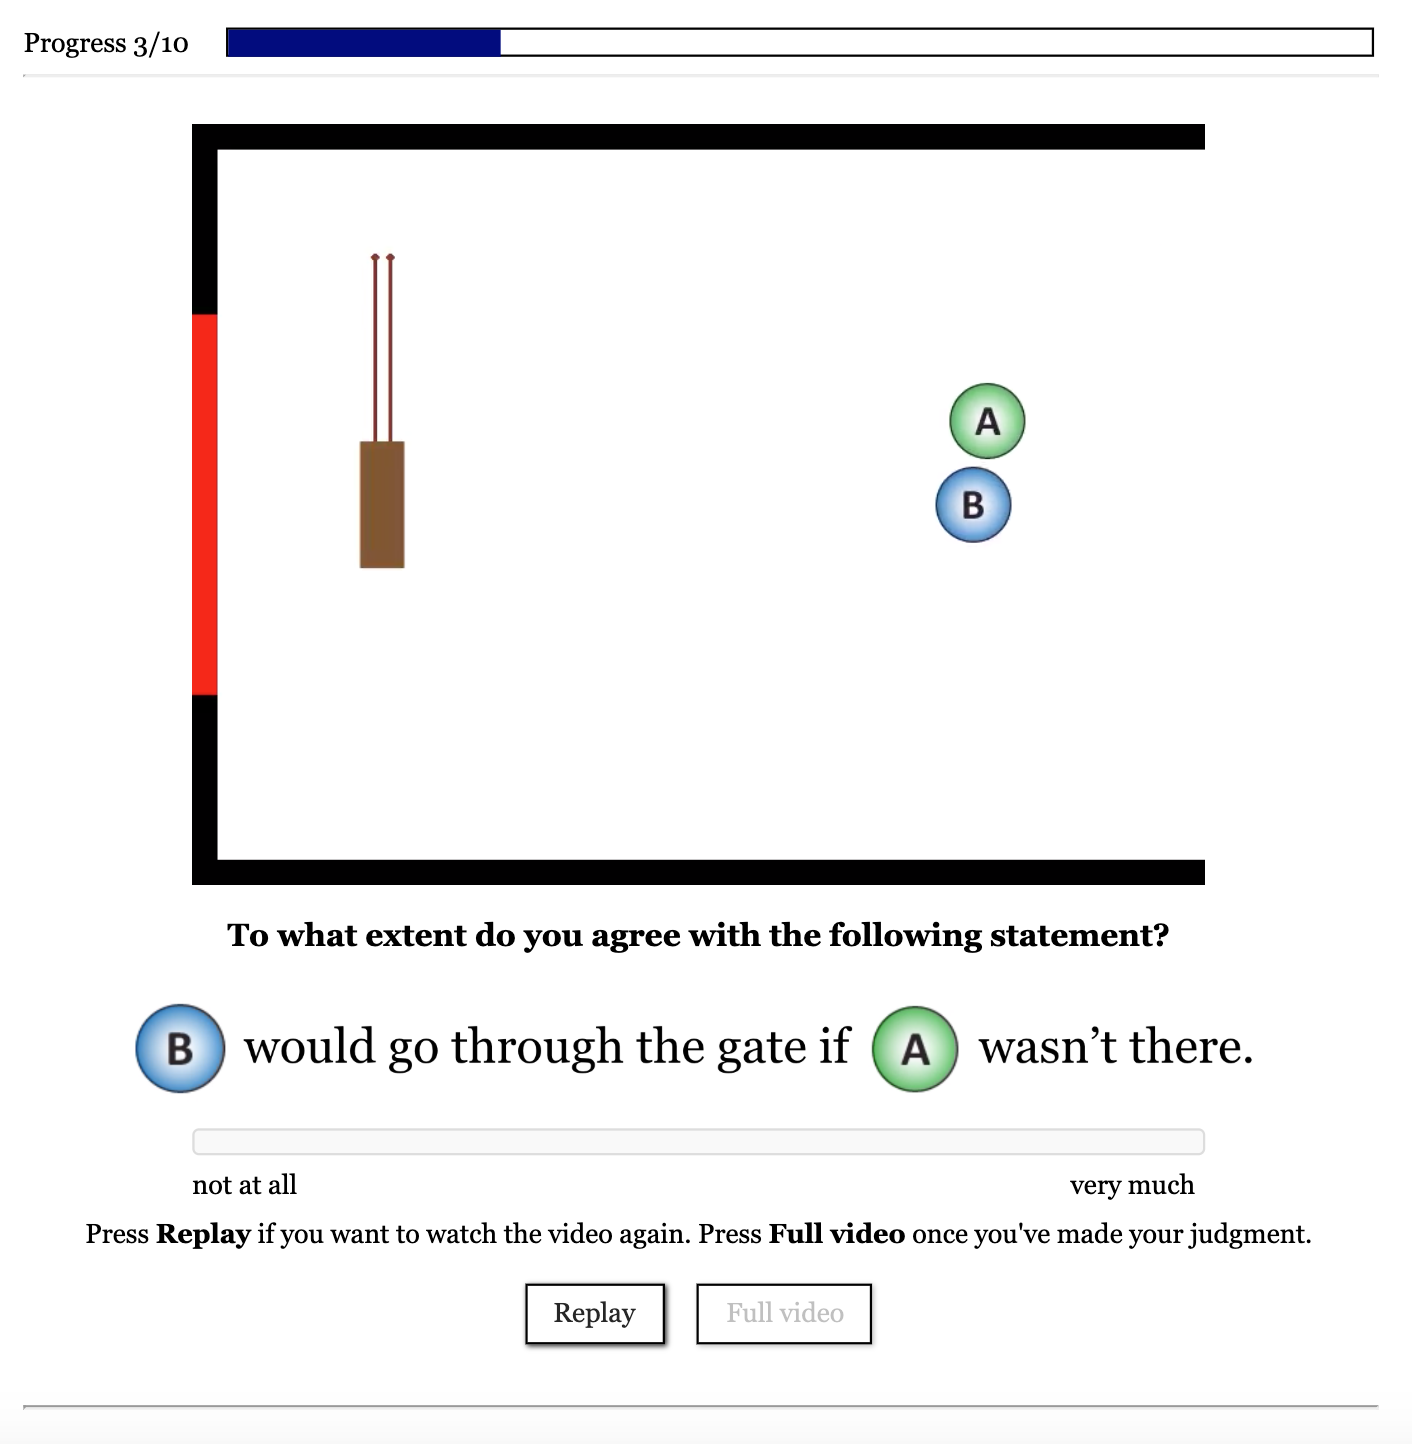 Progress 3/10
A
B
To what extent do you agree with the following statement?
B would go through the gate if A wasn’t there.
not at all very much
Press Replay if you want to watch the video again. Press Full video once you've made your judgment.
Replay Full video